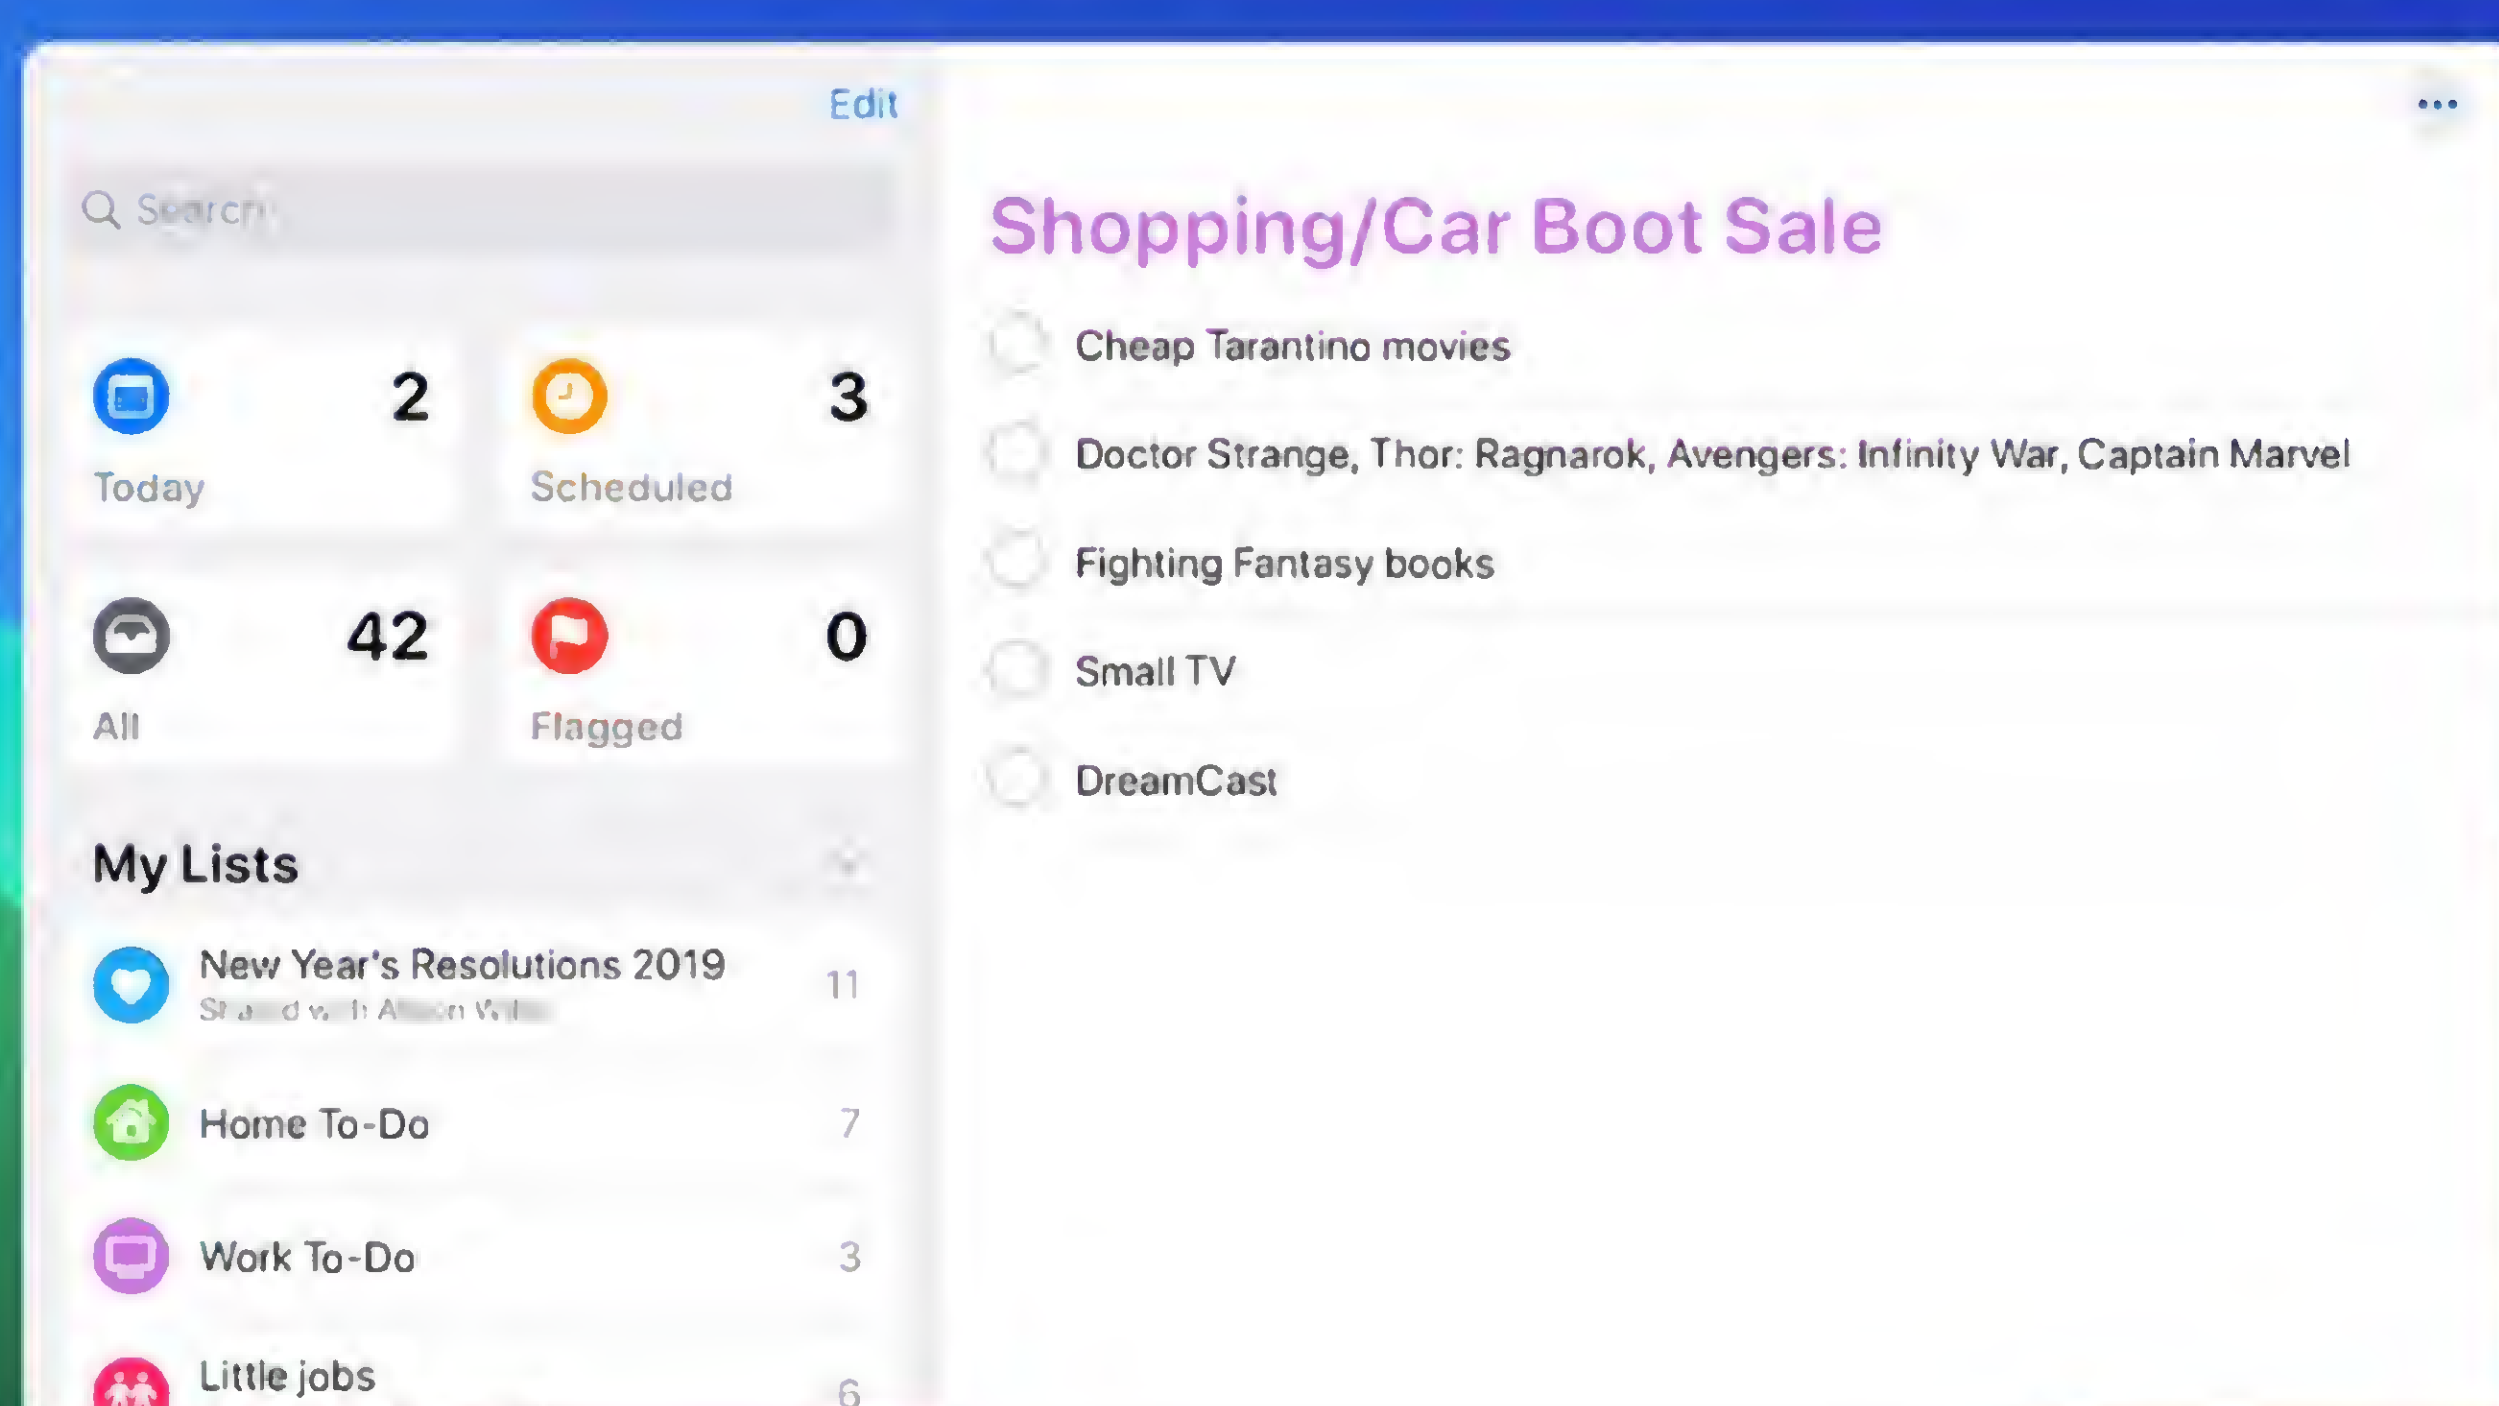 Edit
Search
2
Today
3
Scheduled
42
All
0
Flagged
My Lists
New Year's Resolutions 2019
11
Home To-Do
7
Work To-Do
3
Little jobs
6
Shopping/Car Boot Sale
Cheap Tarantino movies
Doctor Strange, Thor: Ragnarok, Avengers: Infinity War, Captain Marvel
Fighting Fantasy books
Small TV
DreamCast